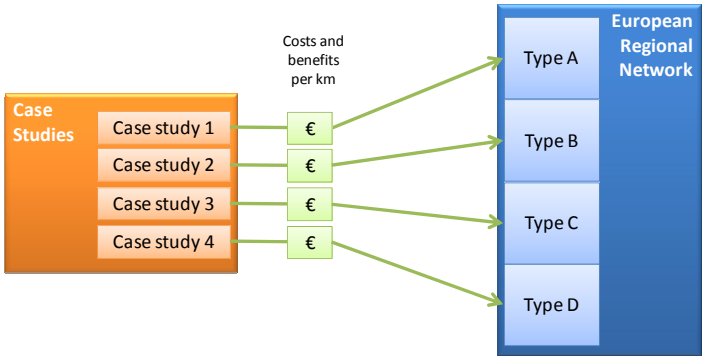 Case
Studies
Case study 1
Case study 2
Case study 3
Case study 4
Costs and
benefits
per km
€
€
€
€
European
Regional
Network
Type A
Type B
Type C
Type D